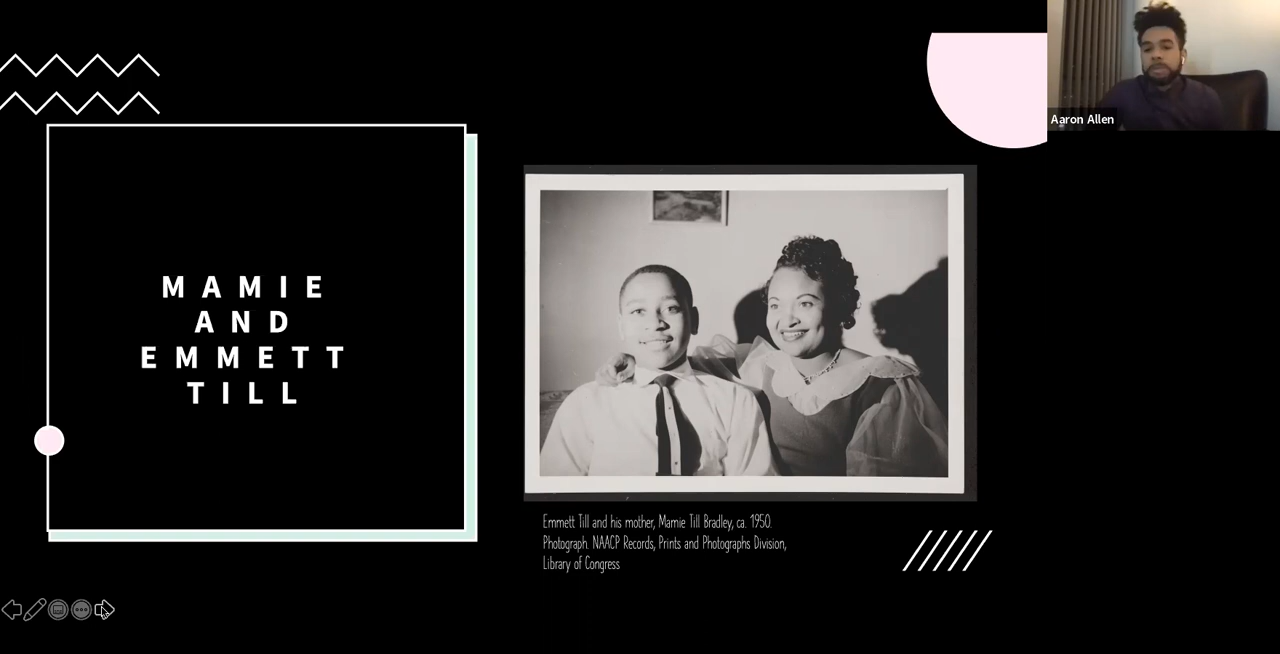 MAMIE
AND
EMMETT
TILL
Emmett Till and his mother, Mamie Till Bradley, ca. 1950.
Photograph. NAACP Records, Prints and Photographs Division,
Library of Congress
Aaron Allen